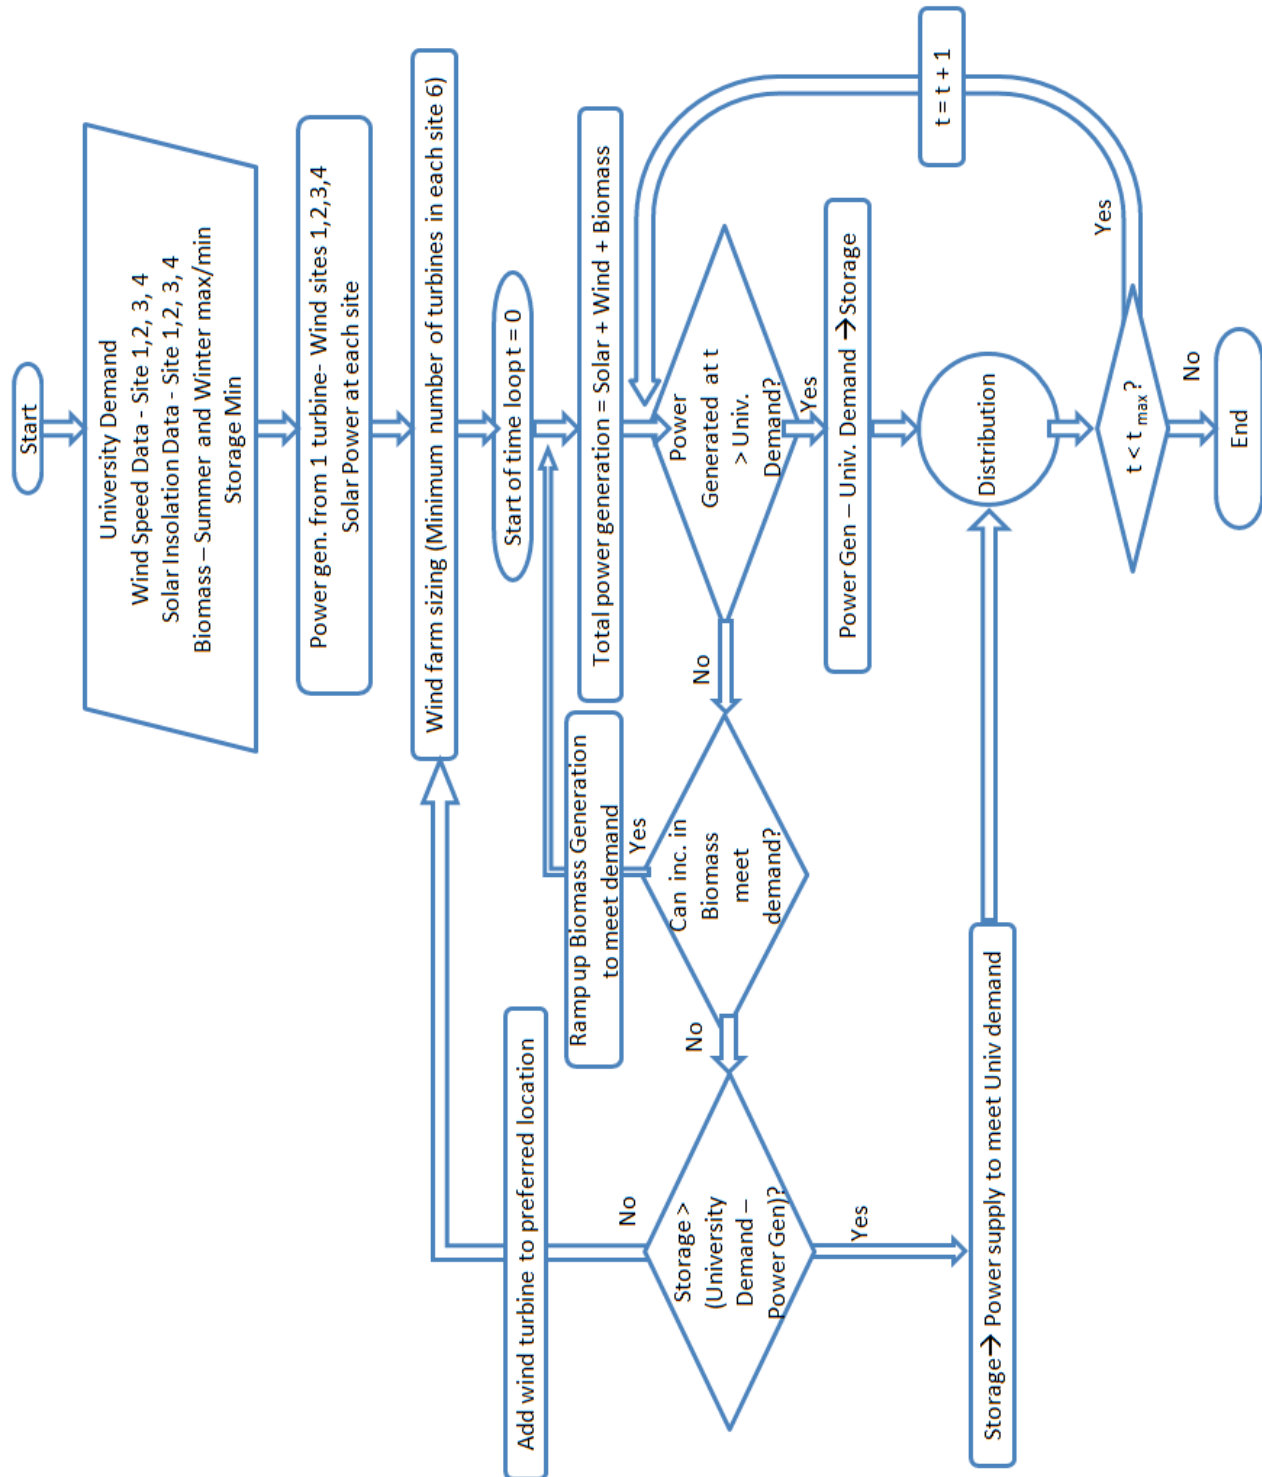 Start
University Demand
Wind Speed Data - Site 1,2, 3, 4
Solar Insolation Data - Site 1,2, 3, 4
Biomass – Summer and Winter max/min
Storage Min
Power gen. from 1 turbine- Wind sites 1,2,3,4
Solar Power at each site
Wind farm sizing (Minimum number of turbines in each site 6)
Start of time loop t = 0
Total power generation = Solar + Wind + Biomass
Power
Generated at t
> Univ.
Demand?
Yes
Power Gen – Univ. Demand → Storage
Distribution
t < t max ?
Yes
t = t + 1
No
End
No
Can inc. in
Biomass
meet
demand?
Yes
Ramp up Biomass Generation
to meet demand
No
Storage >
(University
Demand –
Power Gen)?
No
Add wind turbine to preferred location
Yes
Storage→ Power supply to meet Univ demand